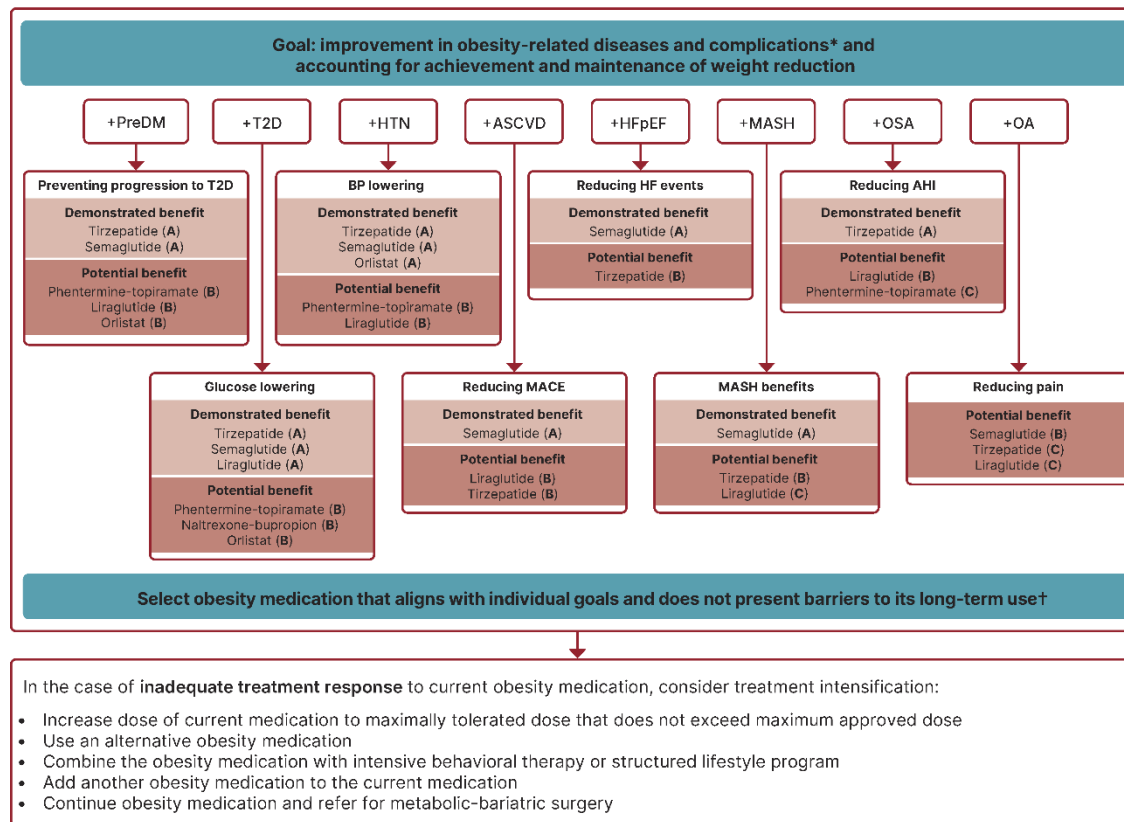 Goal: improvement in obesity-related diseases and complications* and
accounting for achievement and maintenance of weight reduction
+PreDM
+T2D
+HTN
+ASCVD
+HFpEF
+MASH
+OSA
+OA
Preventing progression to T2D
Demonstrated benefit
Tirzepatide (A)
Semaglutide (A)
Potential benefit
Phentermine-topiramate (B)
Liraglutide (B)
Orlistat (B)
BP lowering
Demonstrated benefit
Tirzepatide (A)
Semaglutide (A)
Orlistat (A)
Potential benefit
Phentermine-topiramate (B)
Liraglutide (B)
Reducing HF events
Demonstrated benefit
Semaglutide (A)
Potential benefit
Tirzepatide (B)
Reducing AHI
Demonstrated benefit
Tirzepatide (A)
Potential benefit
Liraglutide (B)
Phentermine-topiramate (C)
Glucose lowering
Demonstrated benefit
Tirzepatide (A)
Semaglutide (A)
Liraglutide (A)
Potential benefit
Phentermine-topiramate (B)
Naltrexone-bupropion (B)
Orlistat (B)
Reducing MACE
Demonstrated benefit
Semaglutide (A)
Potential benefit
Liraglutide (B)
Tirzepatide (B)
MASH benefits
Demonstrated benefit
Semaglutide (A)
Potential benefit
Tirzepatide (B)
Liraglutide (C)
Reducing pain
Potential benefit
Semaglutide (B)
Tirzepatide (C)
Liraglutide (C)
Select obesity medication that aligns with individual goals and does not present barriers to its long-term use†
In the case of inadequate treatment response to current obesity medication, consider treatment intensification:
• Increase dose of current medication to maximally tolerated dose that does not exceed maximum approved dose
• Use an alternative obesity medication
• Combine the obesity medication with intensive behavioral therapy or structured lifestyle program
• Add another obesity medication to the current medication
• Continue obesity medication and refer for metabolic-bariatric surgery